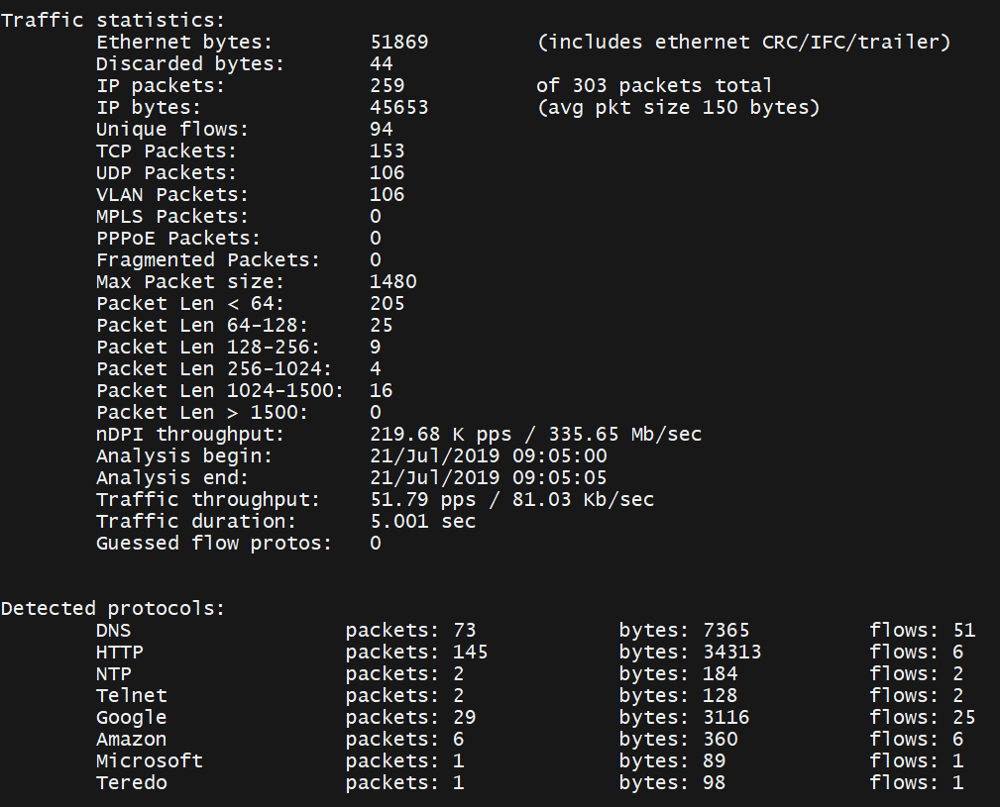 Traffic statistics:
Ethernet bytes: 51869 (includes ethernet CRC/IFC/trailer)
Discarded bytes: 44
IP packets: 259 of 303 packets total
IP bytes: 45653 (avg pkt size 150 bytes)
Unique flows: 94
TCP Packets: 153
UDP Packets: 106
VLAN Packets: 106
MPLS Packets: 0
PPPoE Packets: 0
Fragmented Packets: 0
Max Packet size: 1480
Packet Len < 64: 205
Packet Len 64-128: 25
Packet Len 128-256: 9
Packet Len 256-1024: 4
Packet Len 1024-1500: 16
Packet Len > 1500: 0
nDPI throughput: 219.68 K pps / 335.65 Mb/sec
Analysis begin: 21/Jul/2019 09:05:00
Analysis end: 21/Jul/2019 09:05:05
Traffic throughput: 51.79 pps / 81.03 Kb/sec
Traffic duration: 5.001 sec
Guessed flow protos: 0
Detected protocols:
DNS packets: 73 bytes: 7365 flows: 51
HTTP packets: 145 bytes: 34313 flows: 6
NTP packets: 2 bytes: 184 flows: 2
Telnet packets: 2 bytes: 128 flows: 2
Google packets: 29 bytes: 3116 flows: 25
Amazon packets: 6 bytes: 360 flows: 6
Microsoft packets: 1 bytes: 89 flows: 1
Teredo packets: 1 bytes: 98 flows: 1